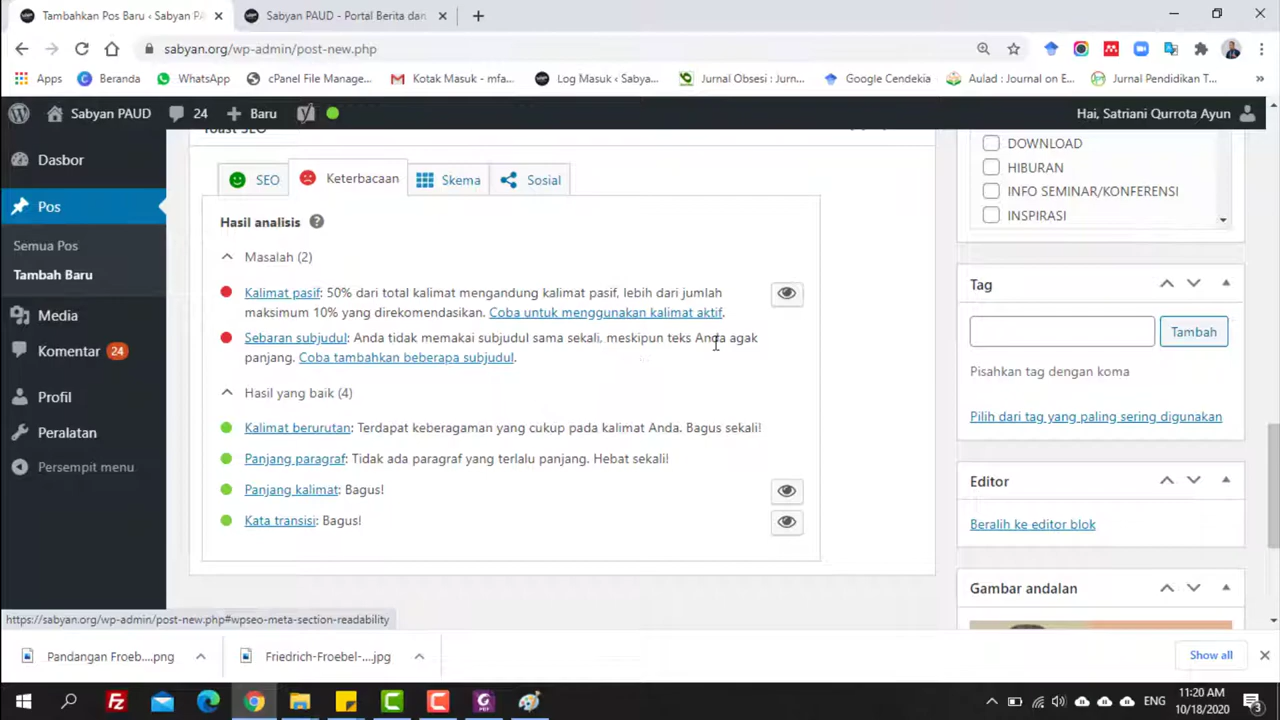 Tambahkan Pos Baru ‹ Sabyan PA
Sabyan PAUD - Portal Berita dan
sabyan.org/wp-admin/post-new.php
Apps
Beranda
WhatsApp
cPanel File Manage...
Kotak Masuk - mfa...
Log Masuk ‹ Sabya...
Jurnal Obsesi : Jurn...
Google Cendekia
Aulad : Journal on E...
Jurnal Pendidikan T...
»
Sabyan PAUD
24
Baru
Hai, Satriani Qurrota Ayun
Dasbor
Pos
Semua Pos
Tambah Baru
Media
Komentar 24
Profil
Peralatan
Persempit menu
Yoast SEO
SEO
Keterbacaan
Skema
Sosial
Hasil analisis
Masalah (2)
Kalimat pasif: 50% dari total kalimat mengandung kalimat pasif, lebih dari jumlah
maksimum 10% yang direkomendasikan. Coba untuk menggunakan kalimat aktif.
Sebaran subjudul: Anda tidak memakai subjudul sama sekali, meskipun teks Anda agak
panjang. Coba tambahkan beberapa subjudul.
Hasil yang baik (4)
Kalimat berurutan: Terdapat keberagaman yang cukup pada kalimat Anda. Bagus sekali!
Panjang paragraf: Tidak ada paragraf yang terlalu panjang. Hebat sekali!
Panjang kalimat: Bagus!
Kata transisi: Bagus!
DOWNLOAD
HIBURAN
INFO SEMINAR/KONFERENSI
INSPIRASI
Tag
Tambah
Pisahkan tag dengan koma
Pilih dari tag yang paling sering digunakan
Editor
Beralih ke editor blok
Gambar andalan
https://sabyan.org/wp-admin/post-new.php#wpseo-meta-section-readability
Pandangan Froeb....png
Friedrich-Froebel-....jpg
Show all
ENG
11:20 AM
10/18/2020
3